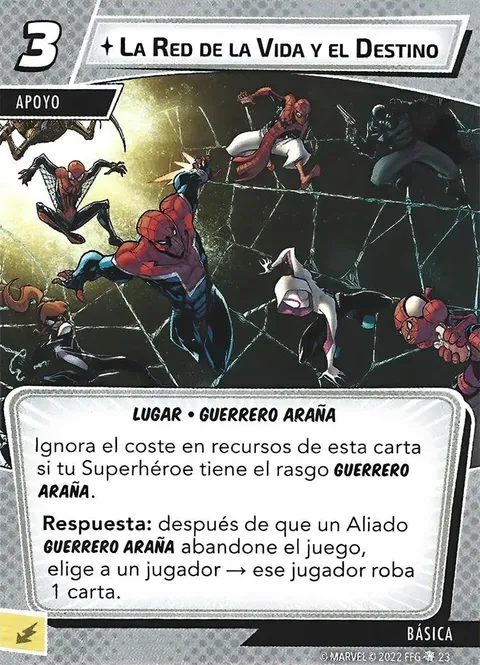 3
La Red de la Vida y el Destino
APOYO
LUGAR • GUERRERO ARAÑA
Ignora el coste en recursos de esta carta
si tu Superhéroe tiene el rasgo GUERRERO
ARAÑA.
Respuesta: después de que un Aliado
GUERRERO ARAÑA abandone el juego,
elige a un jugador → ese jugador roba
1 carta.
BÁSICA
© MARVEL © 2022 FFG 23